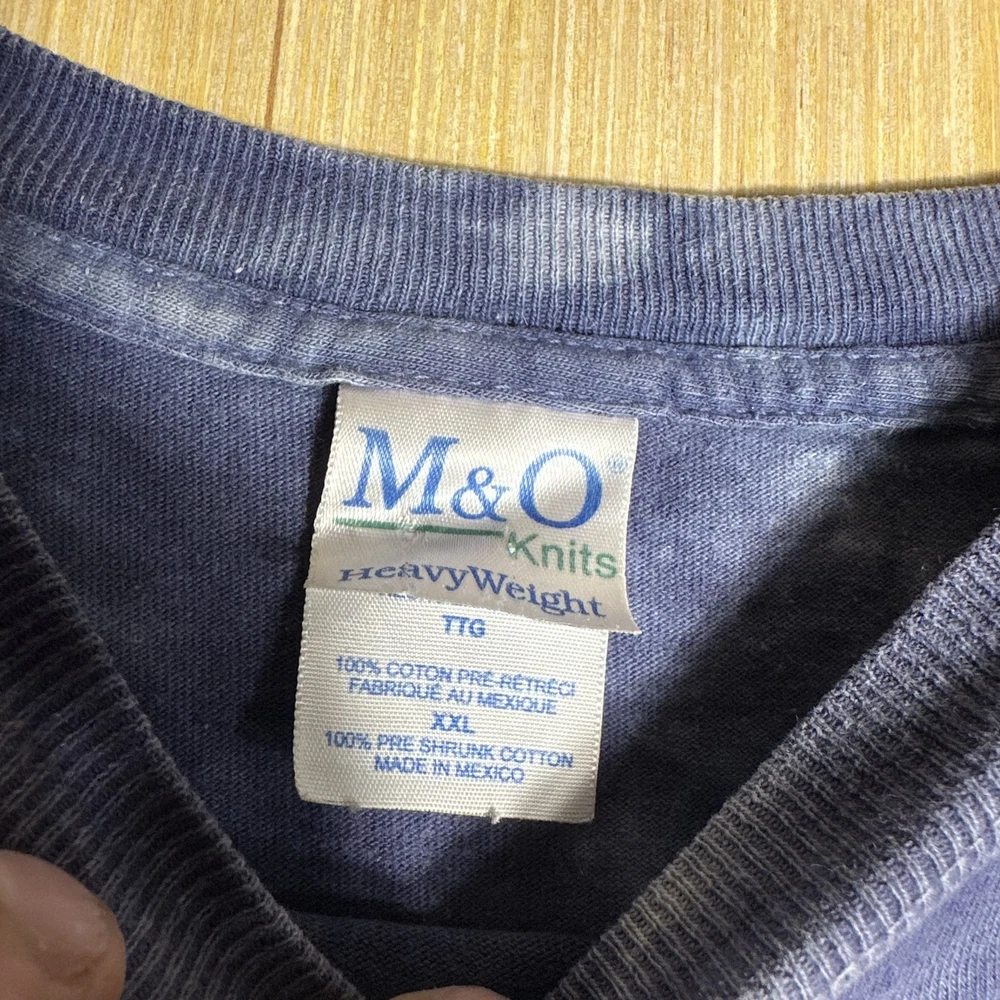 M&O®
Knits
HeavyWeight
TTG
100% COTON PRÉ-RÉTRÉCI
FABRIQUÉ AU MEXIQUE
XXL
100% PRE SHRUNK COTTON
MADE IN MEXICO